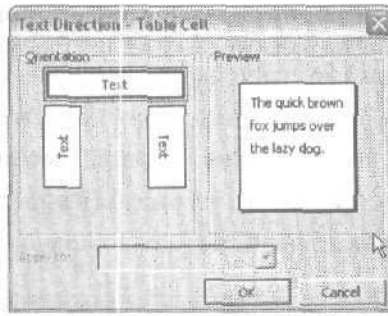 Text Direction - Table Cell
Orientation
Preview
Text
Text
Text
The quick brown
fox jumps over
the lazy dog.
Apply to:
OK
Cancel